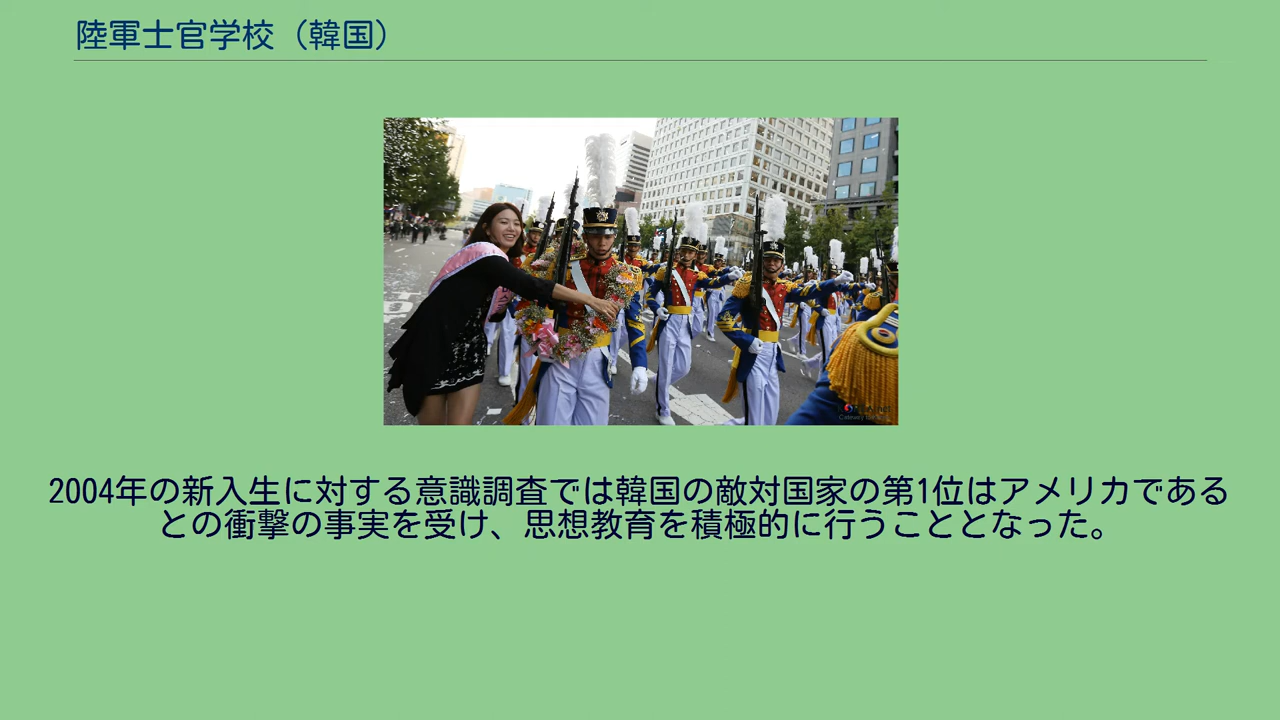 陸軍士官学校（韓国）
2004年の新入生に対する意識調査では韓国の敵対国家の第1位はアメリカである
との衝撃の事実を受け、思想教育を積極的に行うこととなった。